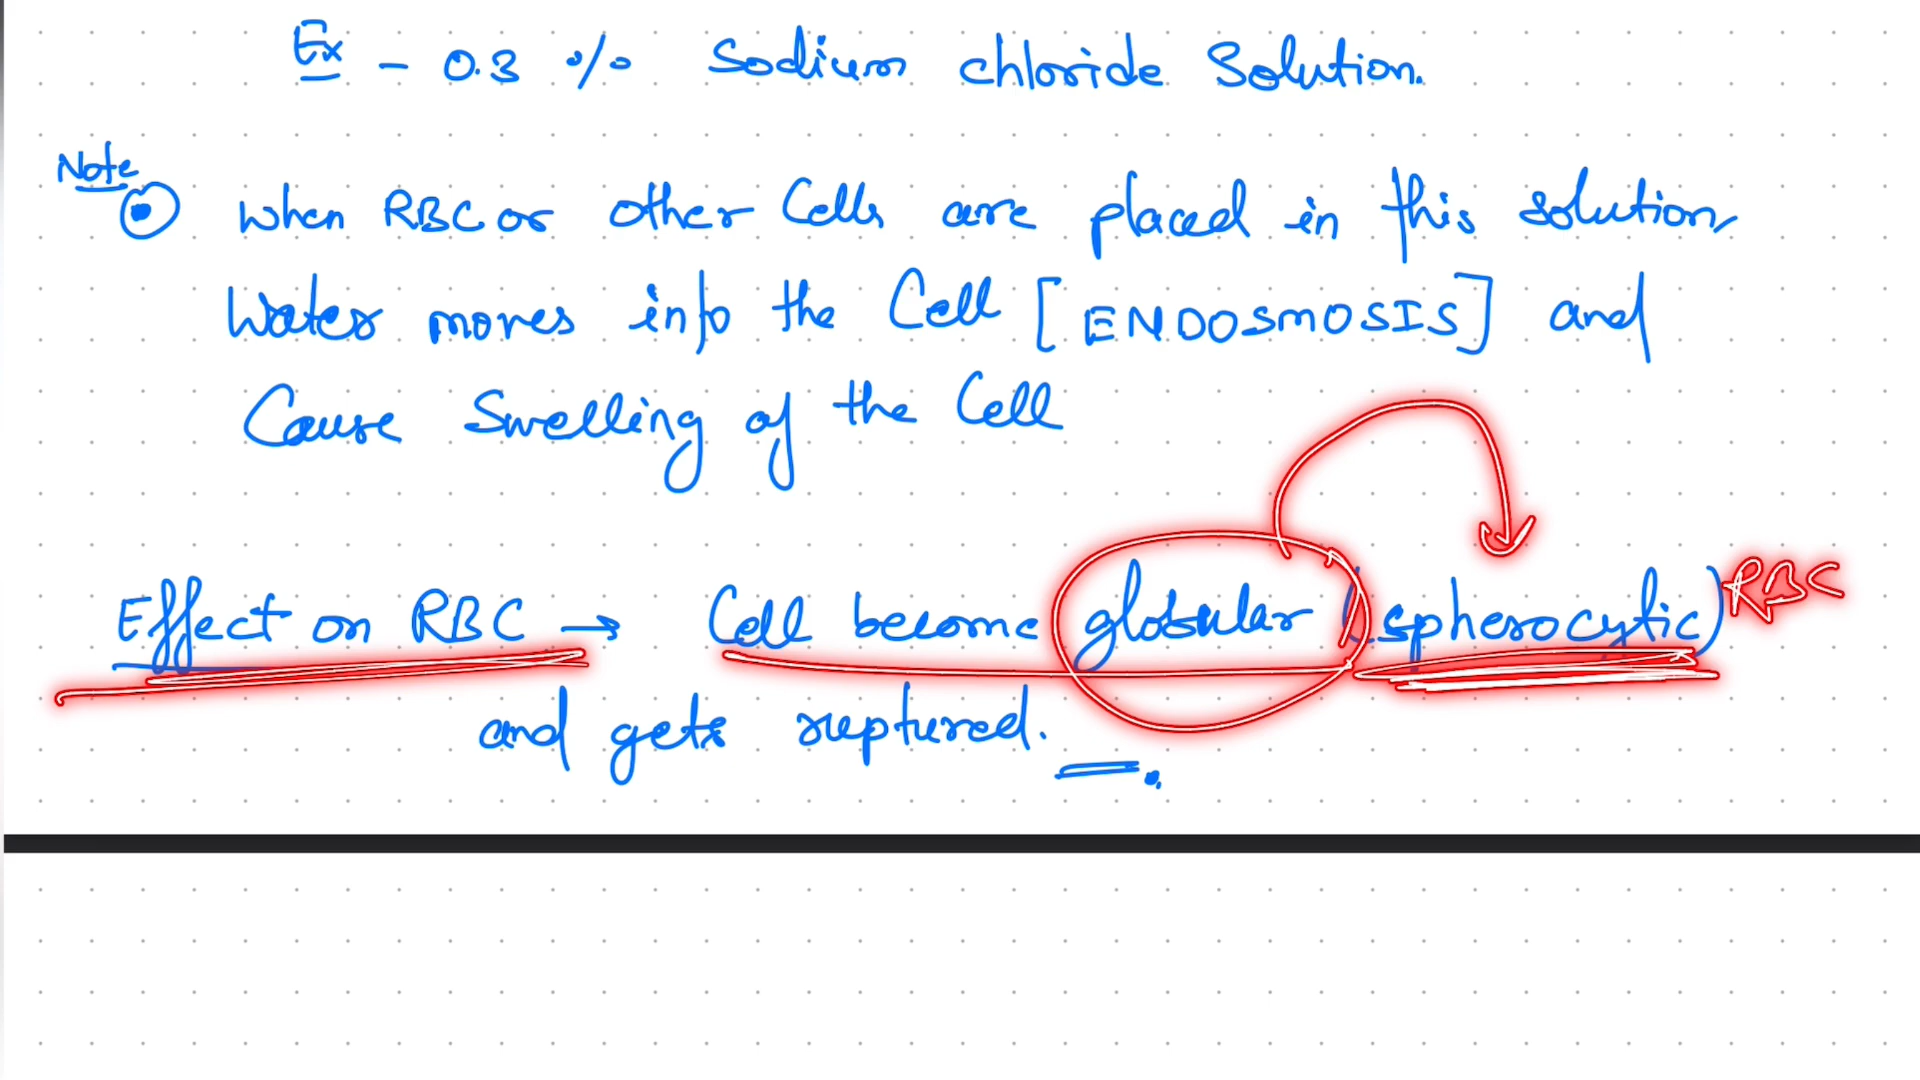 Ex - 0.3 % Sodium chloride Solution.
Note
When RBC or other Cells are placed in this solution,
Water moves into the Cell [ENDOSMOSIS] and
Cause Swelling of the Cell
Effect on RBC → Cell become globular (spherocytic) RBC
and gets ruptured.